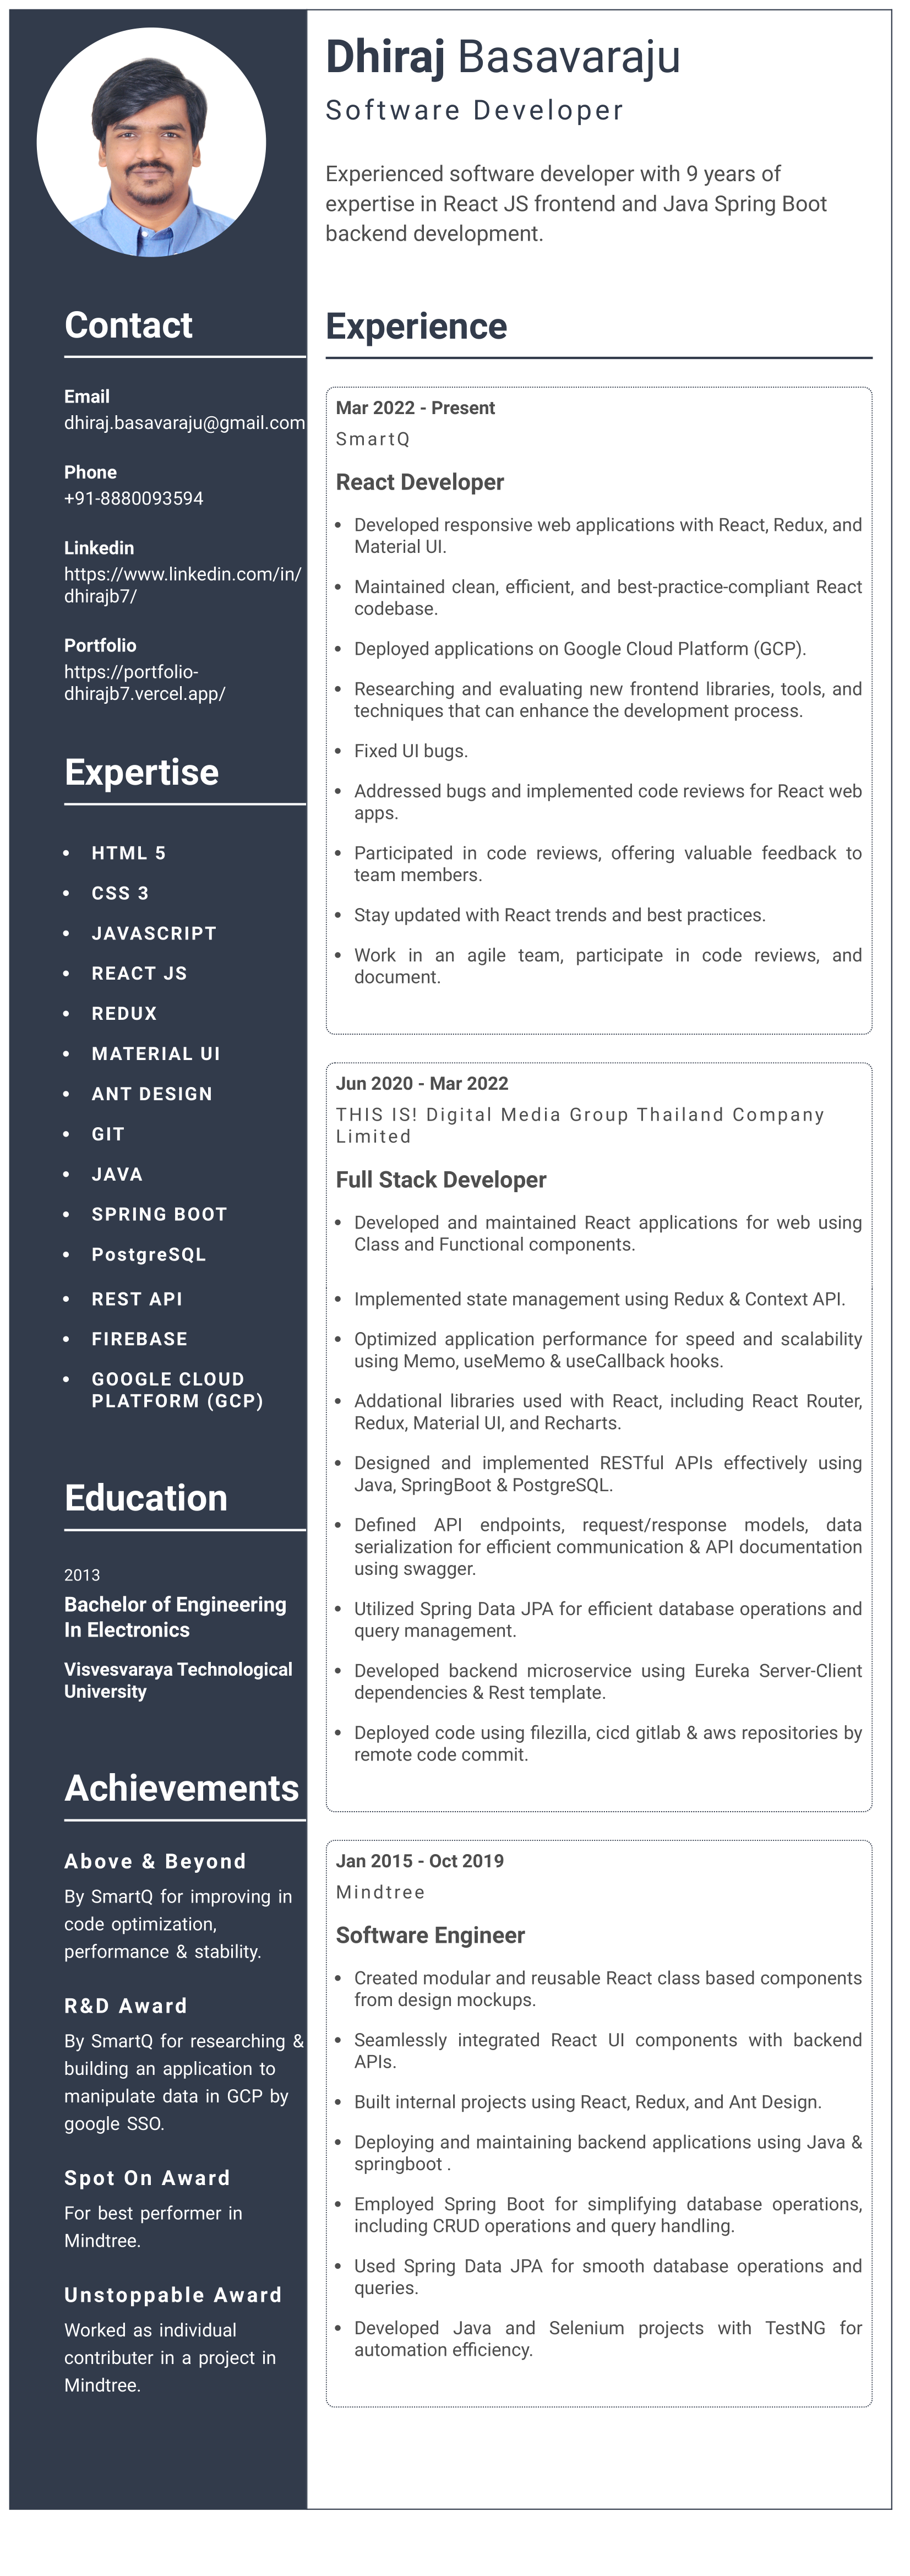 Dhiraj Basavaraju
Software Developer
Experienced software developer with 9 years of
expertise in React JS frontend and Java Spring Boot
backend development.
Contact
Email
dhiraj.basavaraju@gmail.com
Phone
+91-8880093594
Linkedin
https://www.linkedin.com/in/
dhirajb7/
Portfolio
https://portfolio-
dhirajb7.vercel.app/
Expertise
• HTML 5
• CSS 3
• JAVASCRIPT
• REACT JS
• REDUX
• MATERIAL UI
• ANT DESIGN
• GIT
• JAVA
• SPRING BOOT
• PostgreSQL
• REST API
• FIREBASE
• GOOGLE CLOUD
PLATFORM (GCP)
Education
2013
Bachelor of Engineering
In Electronics
Visvesvaraya Technological
University
Achievements
Above & Beyond
By SmartQ for improving in
code optimization,
performance & stability.
R&D Award
By SmartQ for researching &
building an application to
manipulate data in GCP by
google SSO.
Spot On Award
For best performer in
Mindtree.
Unstoppable Award
Worked as individual
contributer in a project in
Mindtree.
Experience
Mar 2022 - Present
SmartQ
React Developer
• Developed responsive web applications with React, Redux, and
Material UI.
• Maintained clean, efficient, and best-practice-compliant React
codebase.
• Deployed applications on Google Cloud Platform (GCP).
• Researching and evaluating new frontend libraries, tools, and
techniques that can enhance the development process.
• Fixed UI bugs.
• Addressed bugs and implemented code reviews for React web
apps.
• Participated in code reviews, offering valuable feedback to
team members.
• Stay updated with React trends and best practices.
• Work in an agile team, participate in code reviews, and
document.
Jun 2020 - Mar 2022
THIS IS! Digital Media Group Thailand Company
Limited
Full Stack Developer
• Developed and maintained React applications for web using
Class and Functional components.
• Implemented state management using Redux & Context API.
• Optimized application performance for speed and scalability
using Memo, useMemo & useCallback hooks.
• Addational libraries used with React, including React Router,
Redux, Material UI, and Recharts.
• Designed and implemented RESTful APIs effectively using
Java, SpringBoot & PostgreSQL.
• Defined API endpoints, request/response models, data
serialization for efficient communication & API documentation
using swagger.
• Utilized Spring Data JPA for efficient database operations and
query management.
• Developed backend microservice using Eureka Server-Client
dependencies & Rest template.
• Deployed code using filezilla, cicd gitlab & aws repositories by
remote code commit.
Jan 2015 - Oct 2019
Mindtree
Software Engineer
• Created modular and reusable React class based components
from design mockups.
• Seamlessly integrated React UI components with backend
APIs.
• Built internal projects using React, Redux, and Ant Design.
• Deploying and maintaining backend applications using Java &
springboot .
• Employed Spring Boot for simplifying database operations,
including CRUD operations and query handling.
• Used Spring Data JPA for smooth database operations and
queries.
• Developed Java and Selenium projects with TestNG for
automation efficiency.